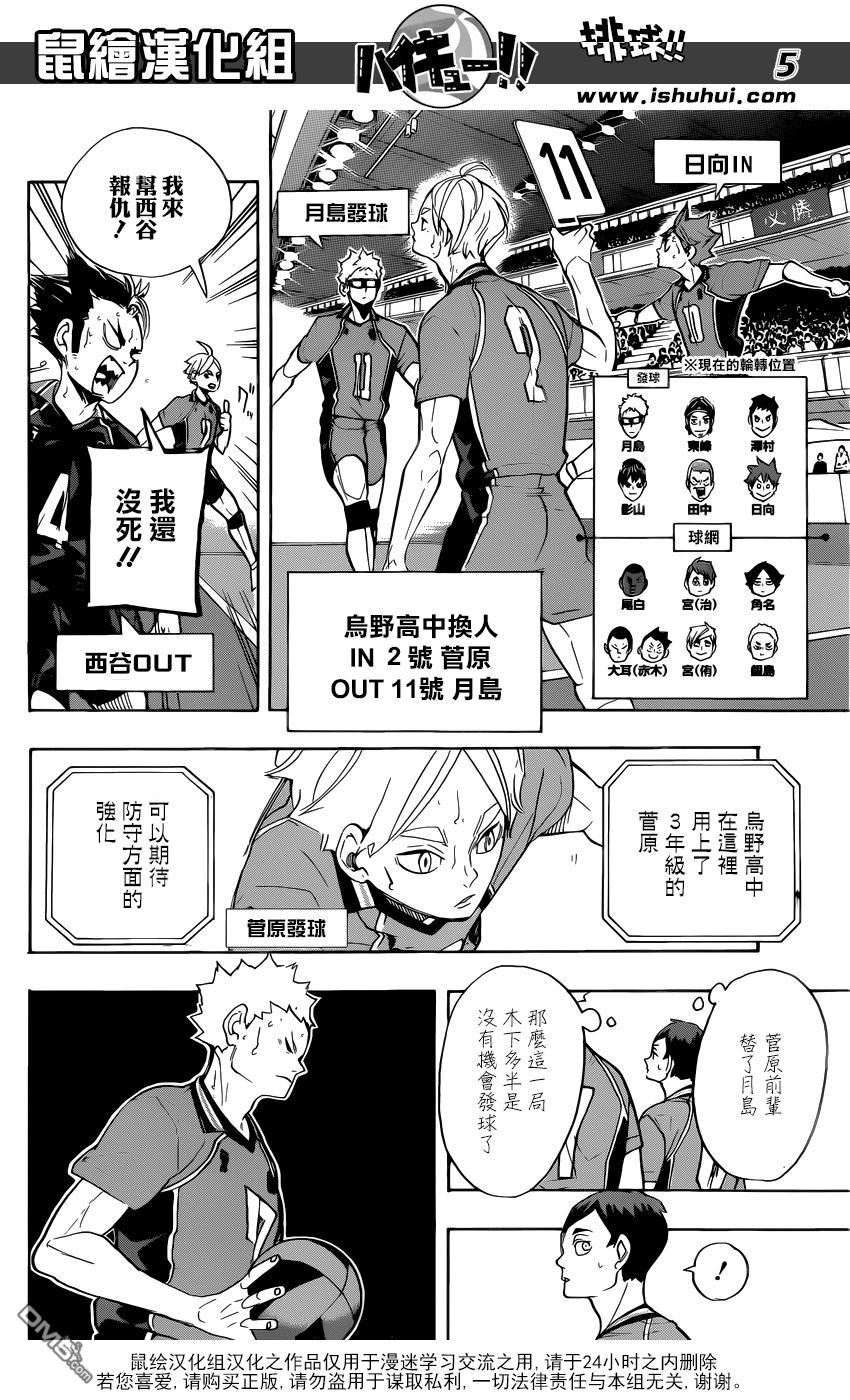 鼠繪漢化組
ハイキュー!!
排球!!
5
www.ishuhui.com
日向IN
必勝
11
月島發球
※現在的輪轉位置
發球
月島 東峰 澤村
影山 田中 日向
球網
尾白 宮(治) 角名
大耳(赤木) 宮(侑) 銀島
烏野高中換人
IN 2號 菅原
OUT 11號 月島
我來
幫西谷
報仇!
我還
沒死!!
西谷OUT
烏野高中
在這裡
用上了
3年級的
菅原
可以期待
防守方面的
強化
菅原發球
菅原前輩
替了月島
那麼這一局
木下多半是
沒有機會發球了
!
DM5.com
鼠绘汉化组汉化之作品仅用于漫迷学习交流之用, 请于24小时之内删除
若您喜爱, 请购买正版, 请勿盗用于谋取私利, 一切法律责任与本组无关, 谢谢。